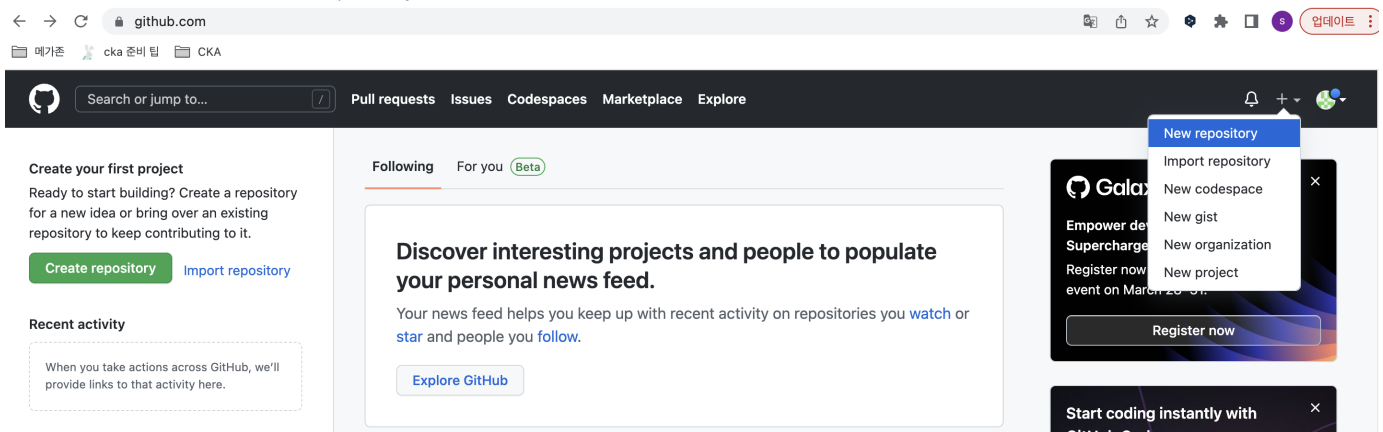 github.com
업데이트
메가존
cka 준비 팁
CKA
Search or jump to...
/
Pull requests
Issues
Codespaces
Marketplace
Explore
New repository
Import repository
New codespace
New gist
New organization
New project
Create your first project
Ready to start building? Create a repository
for a new idea or bring over an existing
repository to keep contributing to it.
Create repository
Import repository
Recent activity
When you take actions across GitHub, we'll
provide links to that activity here.
Following
For you
Beta
Discover interesting projects and people to populate
your personal news feed.
Your news feed helps you keep up with recent activity on repositories you watch or
star and people you follow.
Explore GitHub
Empower
Supercharge
Register now
event on March
Register now
Start coding instantly with